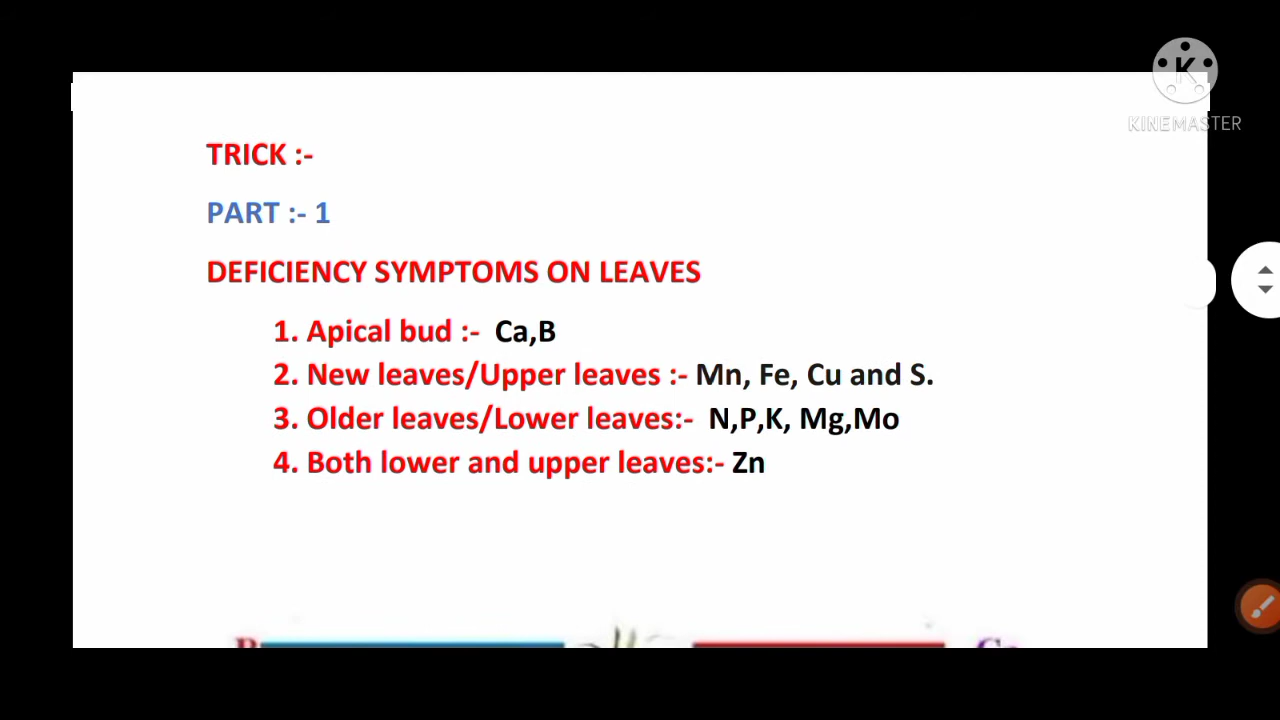 K
KINEMASTER
TRICK :-
PART :- 1
DEFICIENCY SYMPTOMS ON LEAVES
1. Apical bud :- Ca,B
2. New leaves/Upper leaves :- Mn, Fe, Cu and S.
3. Older leaves/Lower leaves:- N,P,K, Mg,Mo
4. Both lower and upper leaves:- Zn